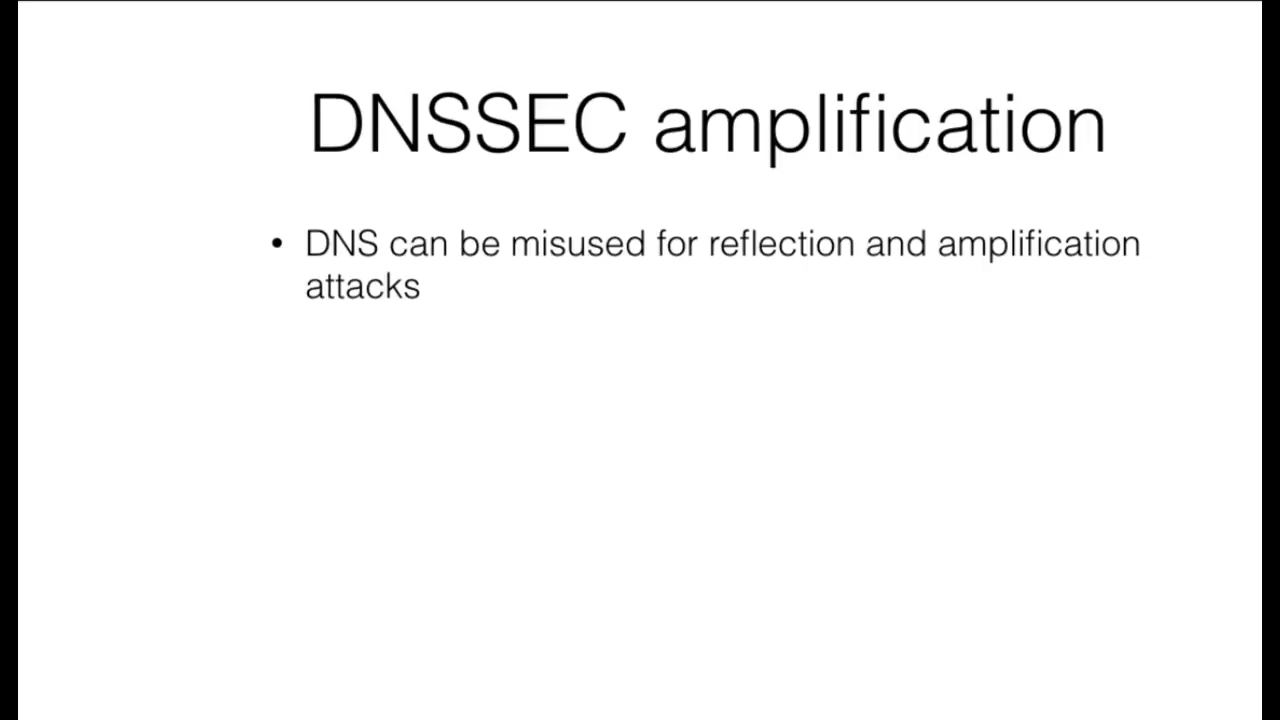 DNSSEC amplification
• DNS can be misused for reflection and amplification
attacks